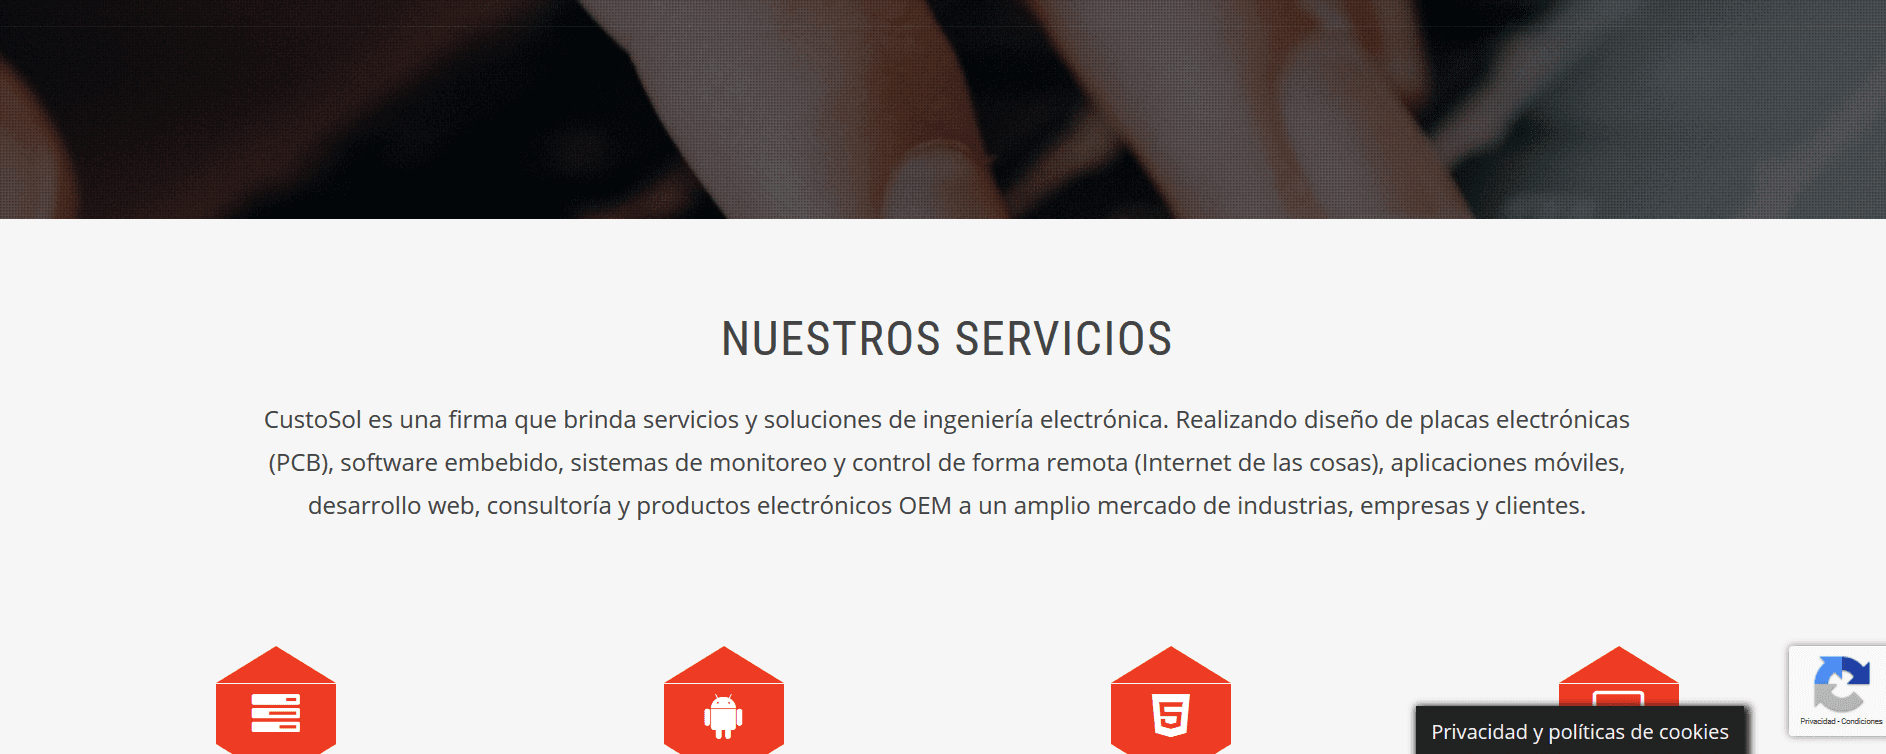 NUESTROS SERVICIOS
CustoSol es una firma que brinda servicios y soluciones de ingeniería electrónica. Realizando diseño de placas electrónicas
(PCB), software embebido, sistemas de monitoreo y control de forma remota (Internet de las cosas), aplicaciones móviles,
desarrollo web, consultoría y productos electrónicos OEM a un amplio mercado de industrias, empresas y clientes.
5
Privacidad - Condiciones
Privacidad y políticas de cookies